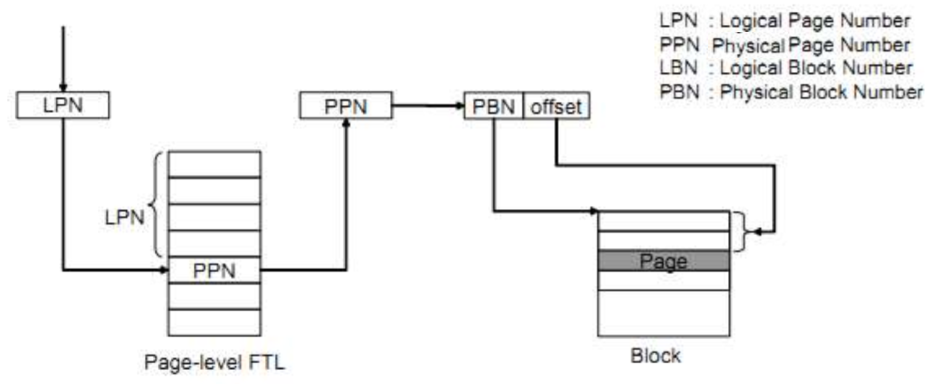 LPN : Logical Page Number
PPN Physical Page Number
LBN : Logical Block Number
PBN : Physical Block Number
LPN
PPN
PBN offset
LPN
PPN
Page
Page-level FTL
Block